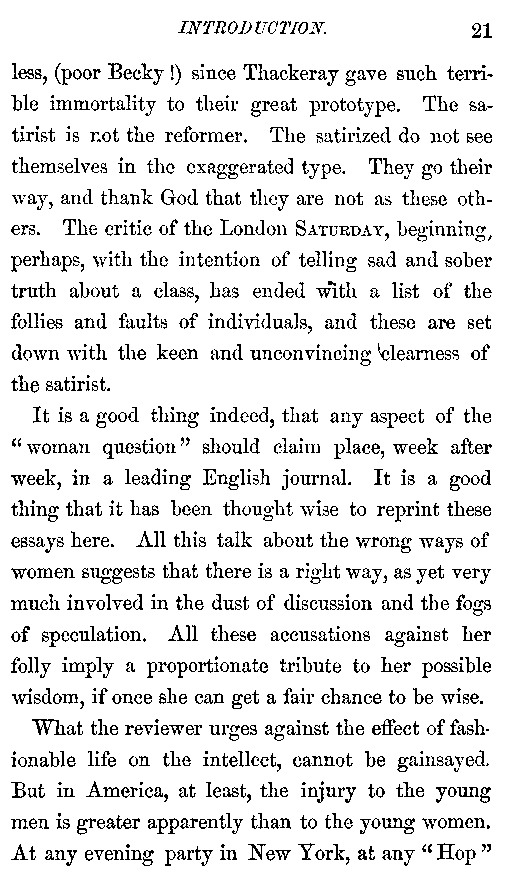 INTRODUCTION. 21
less, (poor Becky !) since Thackeray gave such terri-
ble immortality to their great prototype. The sa-
tirist is not the reformer. The satirized do not see
themselves in the exaggerated type. They go their
way, and thank God that they are not as these oth-
ers. The critic of the London SATURDAY, beginning,
perhaps, with the intention of telling sad and sober
truth about a class, has ended with a list of the
follies and faults of individuals, and these are set
down with the keen and unconvincing clearness of
the satirist.
It is a good thing indeed, that any aspect of the
"woman question" should claim place, week after
week, in a leading English journal. It is a good
thing that it has been thought wise to reprint these
essays here. All this talk about the wrong ways of
women suggests that there is a right way, as yet very
much involved in the dust of discussion and the fogs
of speculation. All these accusations against her
folly imply a proportionate tribute to her possible
wisdom, if once she can get a fair chance to be wise.
What the reviewer urges against the effect of fash-
ionable life on the intellect, cannot be gainsayed.
But in America, at least, the injury to the young
men is greater apparently than to the young women.
At any evening party in New York, at any "Hop"